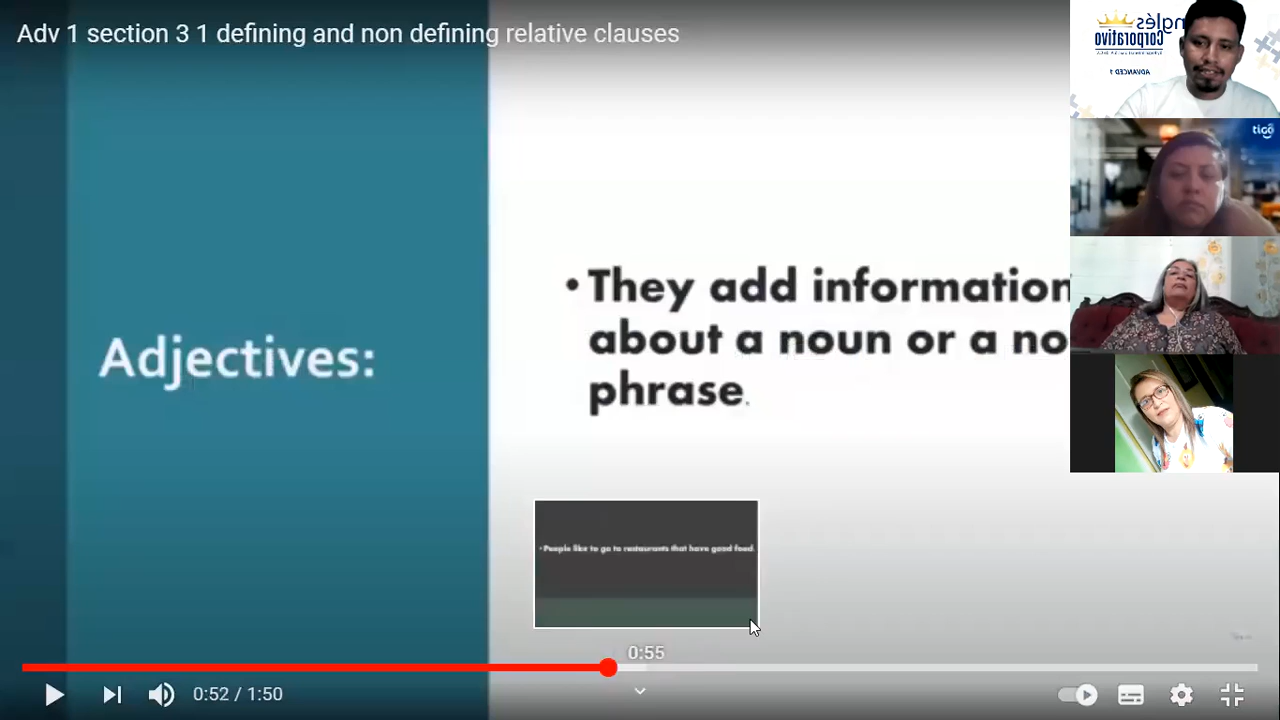 Adv 1 section 3 1 defining and non defining relative clauses
inglés
Corporativo
ADVANCED 1
tigo
Adjectives:
• They add information
about a noun or a no
phrase.
• People like to go to restaurants that have good food.
0:55
0:52 / 1:50